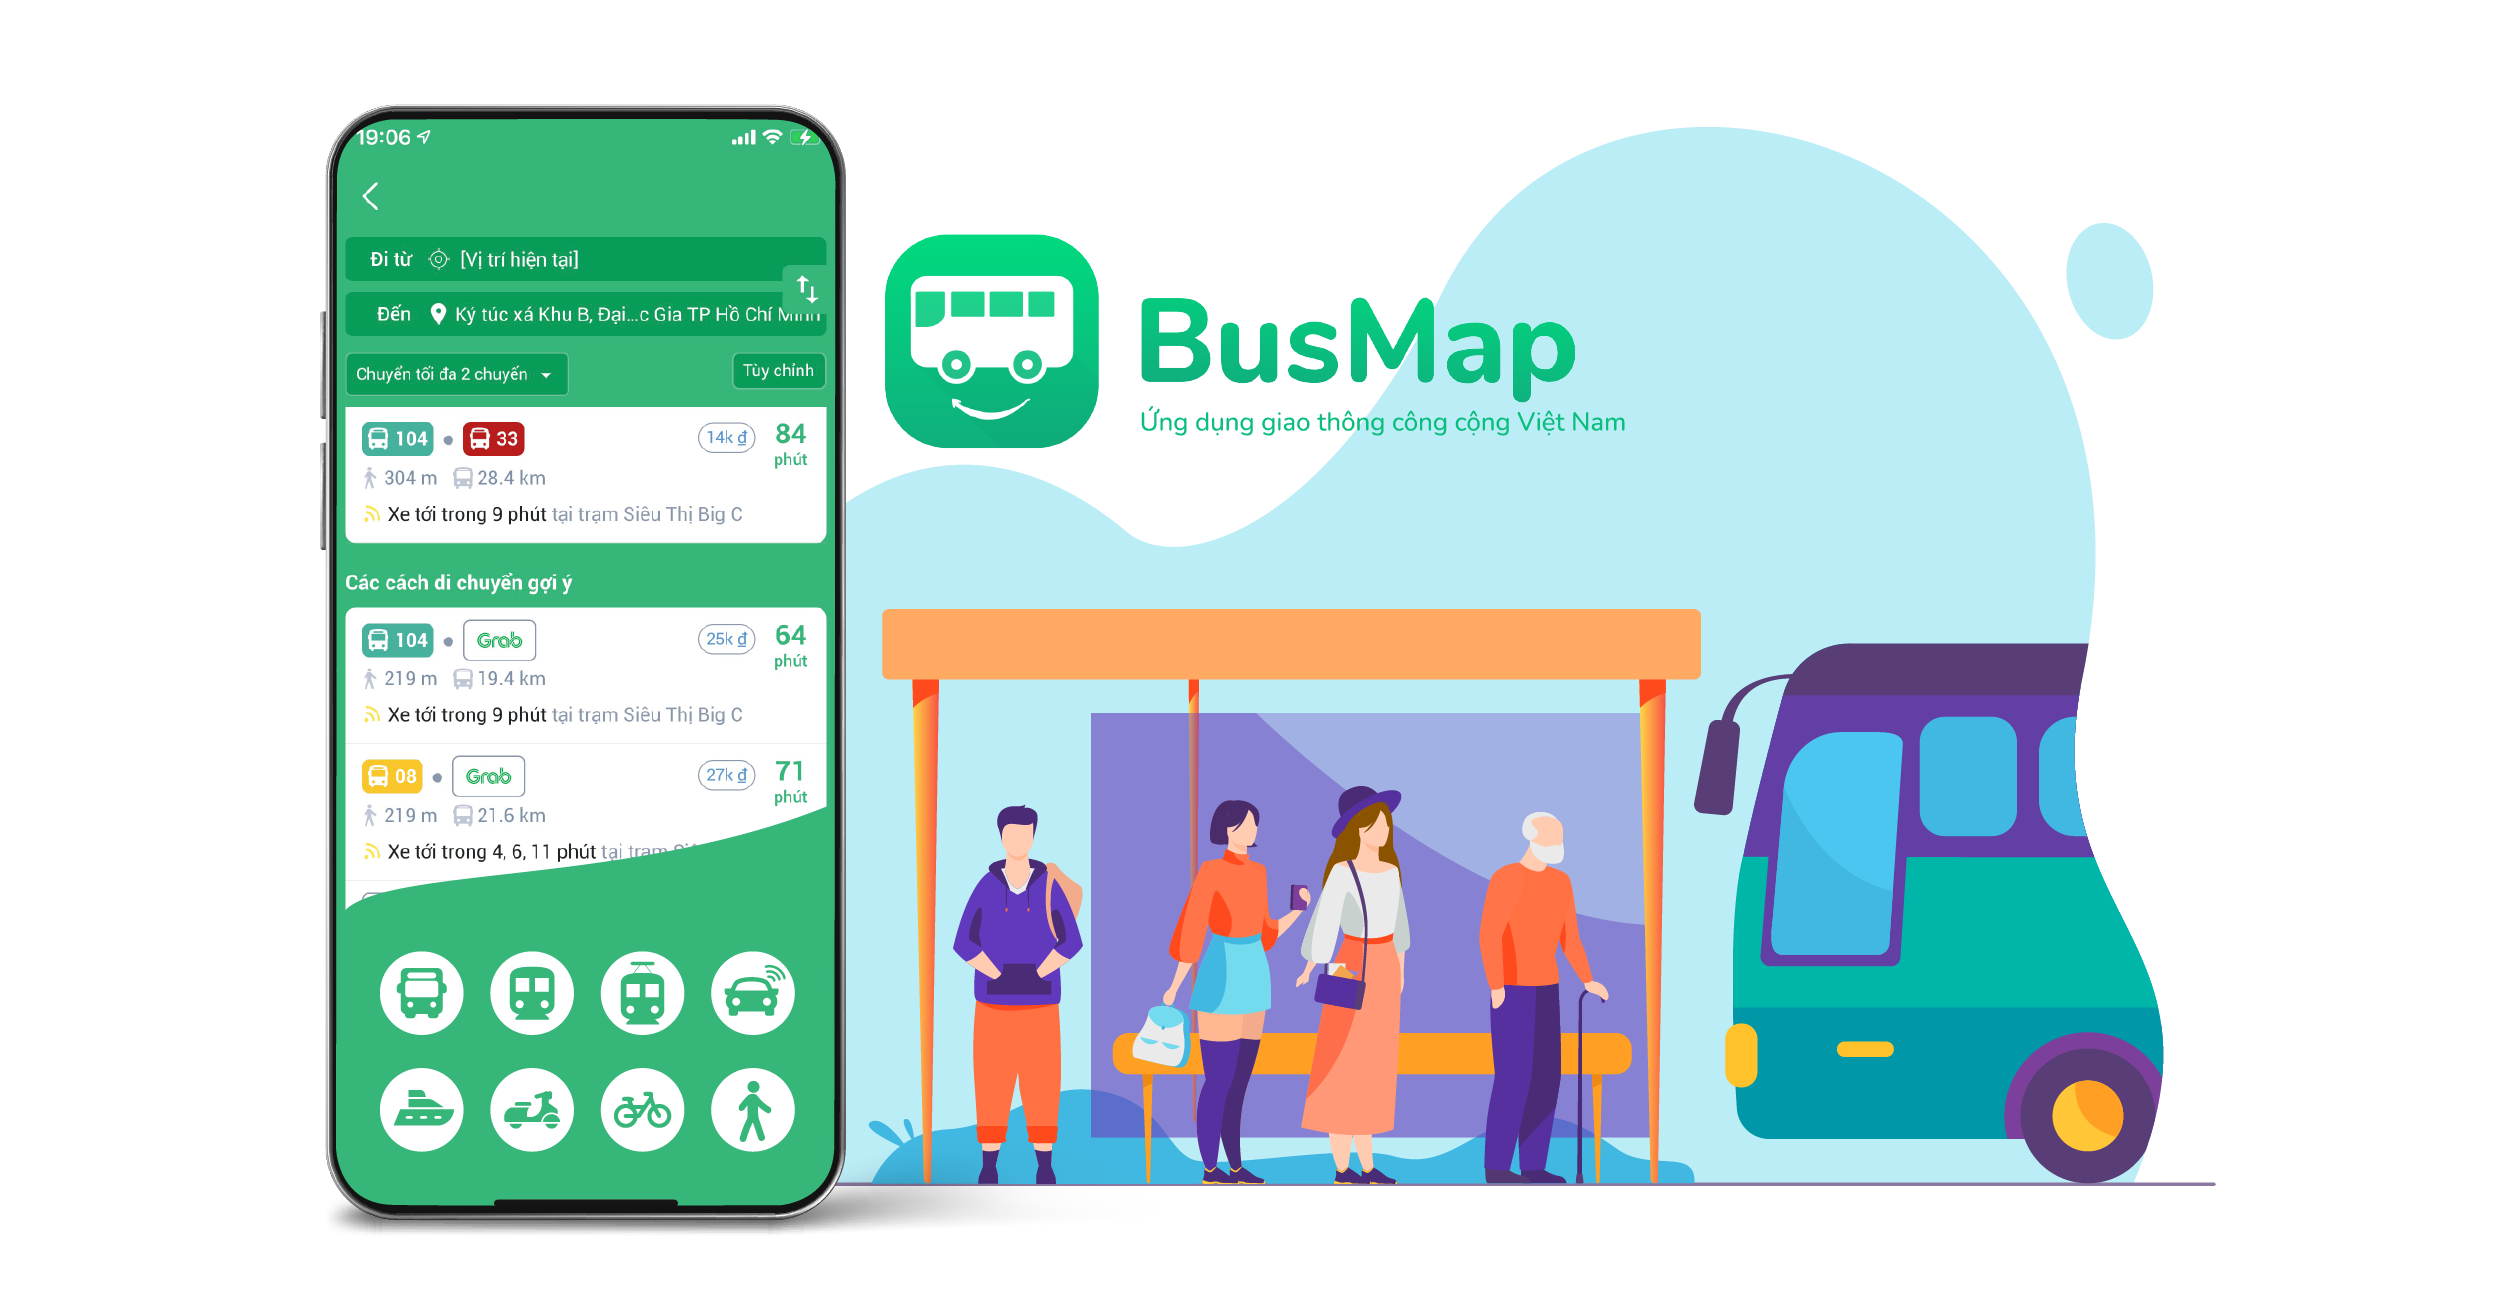 19:06
Đi từ [Vị trí hiện tại]
Đến Ký túc xá Khu B, Đại...c Gia TP Hồ Chí Minh
Chuyển tối đa 2 chuyến
Tùy chỉnh
104 33 14k đ 84
phút
304 m 28.4 km
Xe tới trong 9 phút tại trạm Siêu Thị Big C
Các cách di chuyển gợi ý
104 Grab 25k đ 64
phút
219 m 19.4 km
Xe tới trong 9 phút tại trạm Siêu Thị Big C
08 Grab 27k đ 71
phút
219 m 21.6 km
Xe tới trong 4, 6, 11 phút tại trạm
BusMap
Ứng dụng giao thông công cộng Việt Nam